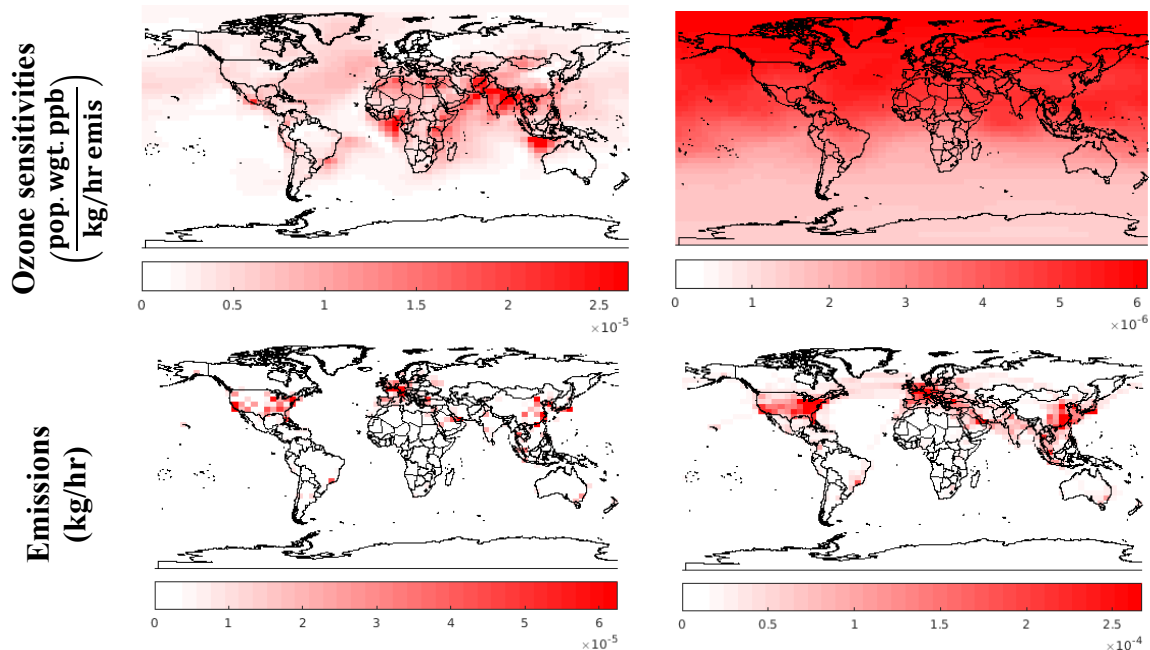 Ozone sensitivities
(pop. wgt. ppb
kg/hr emis)
0 0.5 1 1.5 2 2.5
×10-5
0 1 2 3 4 5 6
×10-6
Emissions
(kg/hr)
0 1 2 3 4 5 6
×10-5
0 0.5 1 1.5 2 2.5
×10-4